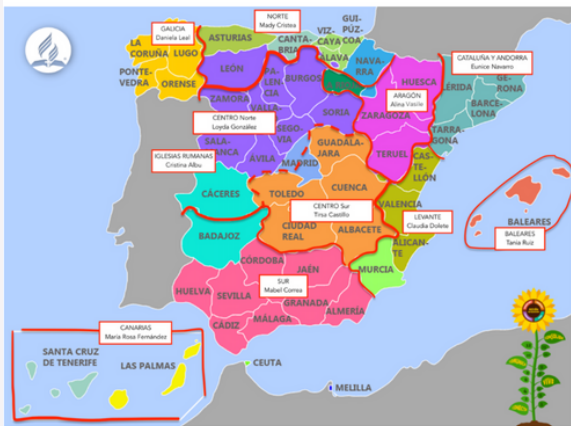 GALICIA
Daniela Leal
NORTE
Mady Cristea
CATALUÑA Y ANDORRA
Eunice Navarro
ARAGÓN
Alina Vasile
CENTRO Norte
Loyda González
IGLESIAS RUMANAS
Cristina Albu
CENTRO Sur
Tirsa Castillo
LEVANTE
Claudia Dolete
BALEARES
Tania Ruiz
SUR
Mabel Correa
CANARIAS
Maria Rosa Fernández
LA
CORUÑA
LUGO
PONTE-
VEDRA
ORENSE
ASTURIAS
CANTA-
BRIA
VIZ-
CAYA
GUI-
PÚZ-
COA
ÁLAVA
NAVA-
RRA
LEÓN
PA-
LEN-
CIA
BURGOS
HUESCA
LÉRIDA
GE-
RONA
BARCE-
LONA
TARRA-
GONA
ZAMORA
VALLA-
SORIA
ZARAGOZA
SEGO-
VIA
SALA-
MANCA
ÁVILA
MADRID
GUADAL-
JARA
TERUEL
CAS-
TE-
LLÓN
CÁCERES
TOLEDO
CUENCA
VALENCIA
BALEARES
BADAJOZ
CIUDAD
REAL
ALBACETE
ALICAN-
TE
CÓRDOBA
JAÉN
MURCIA
HUELVA
SEVILLA
GRANADA
ALMERÍA
MÁLAGA
CÁDIZ
SANTA CRUZ
DE TENERIFE
LAS PALMAS
CEUTA
MELILLA